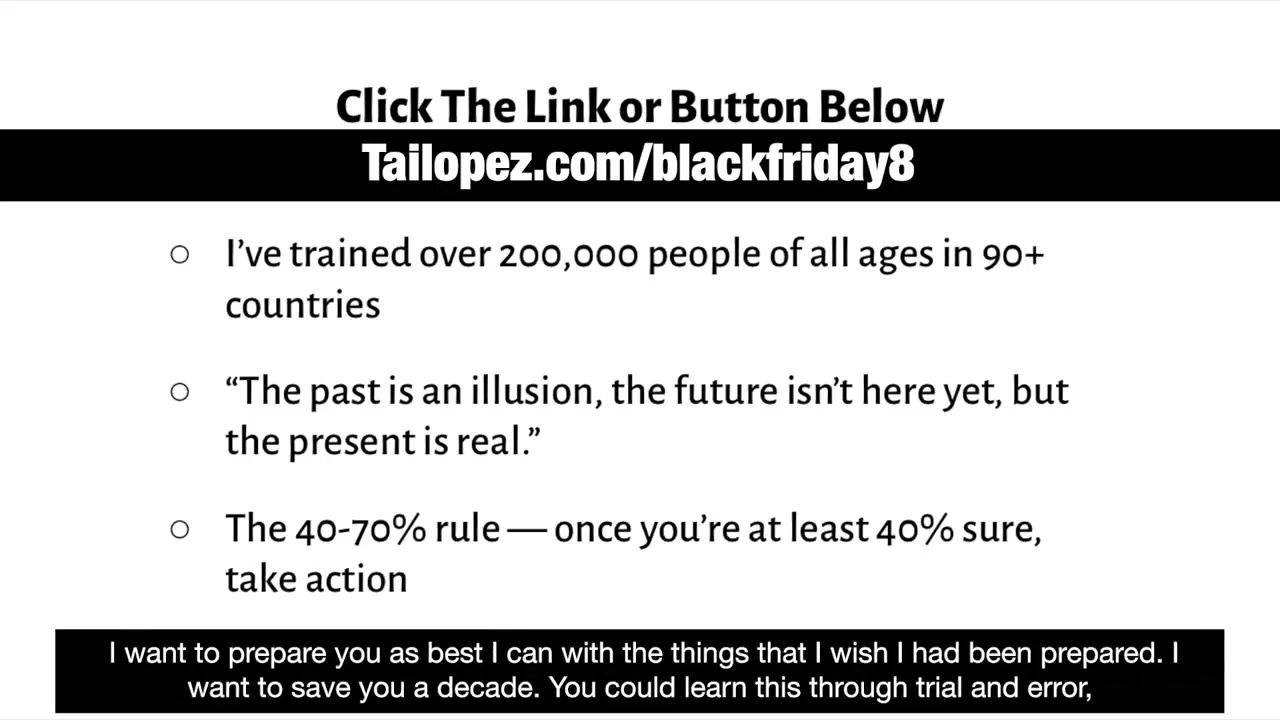 Click The Link or Button Below
Tailopez.com/blackfriday8
○ I've trained over 200,000 people of all ages in 90+
countries
○ “The past is an illusion, the future isn't here yet, but
the present is real.”
○ The 40-70% rule — once you're at least 40% sure,
take action
I want to prepare you as best I can with the things that I wish I had been prepared. I
want to save you a decade. You could learn this through trial and error,